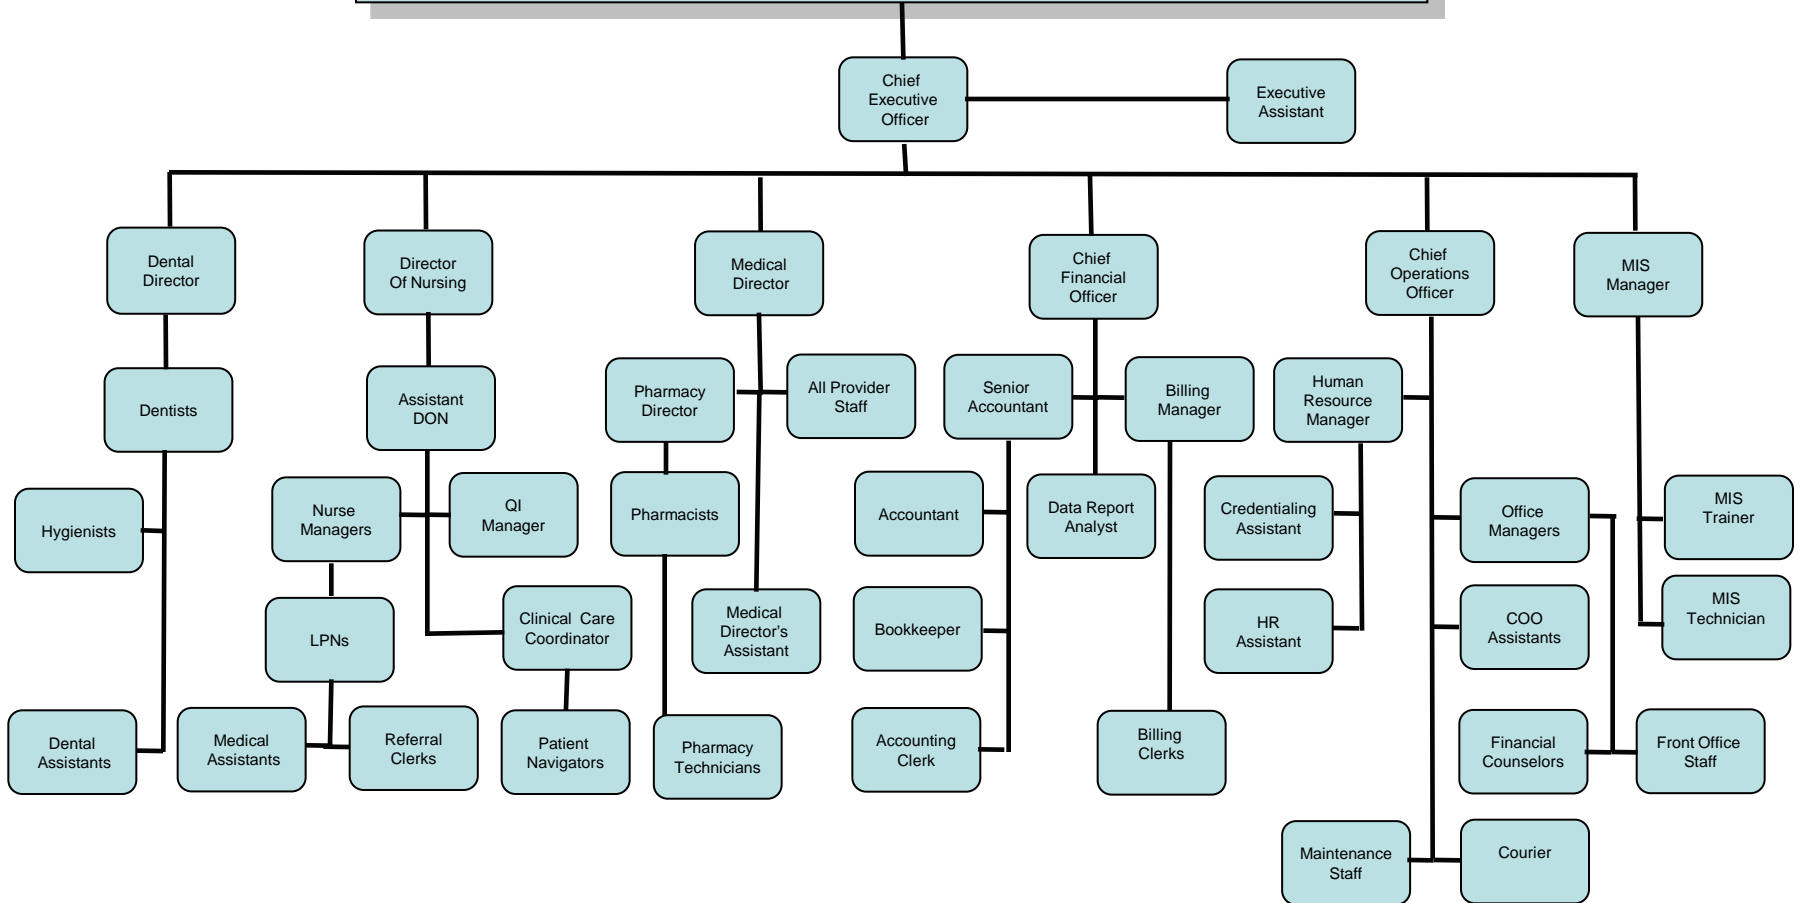 Chief
Executive
Officer
Executive
Assistant
Dental
Director
Director
Of Nursing
Medical
Director
Chief
Financial
Officer
Chief
Operations
Officer
MIS
Manager
Dentists
Assistant
DON
Pharmacy
Director
All Provider
Staff
Senior
Accountant
Billing
Manager
Human
Resource
Manager
Hygienists
Nurse
Managers
QI
Manager
Pharmacists
Accountant
Data Report
Analyst
Credentialing
Assistant
Office
Managers
MIS
Trainer
LPNs
Clinical Care
Coordinator
Medical
Director's
Assistant
Bookkeeper
HR
Assistant
COO
Assistants
MIS
Technician
Dental
Assistants
Medical
Assistants
Referral
Clerks
Patient
Navigators
Pharmacy
Technicians
Accounting
Clerk
Billing
Clerks
Financial
Counselors
Front Office
Staff
Maintenance
Staff
Courier